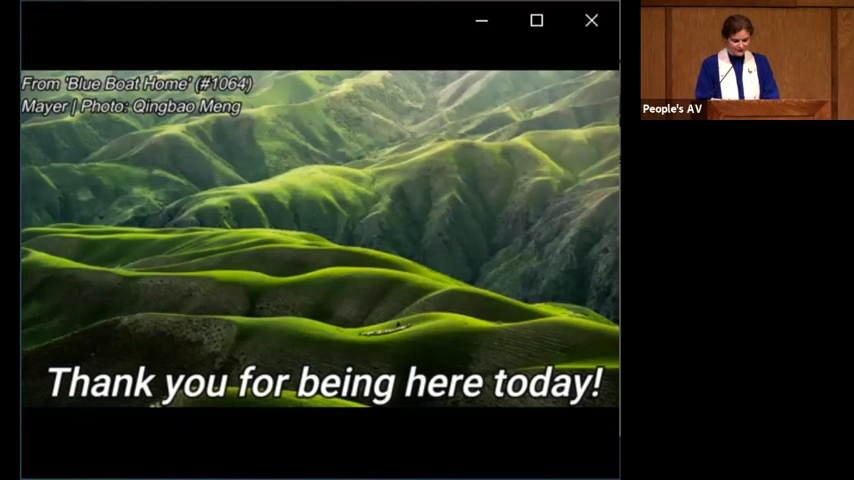 From 'Blue Boat Home' (#1064)
Mayer | Photo: Qingbao Meng
People's AV
Thank you for being here today!